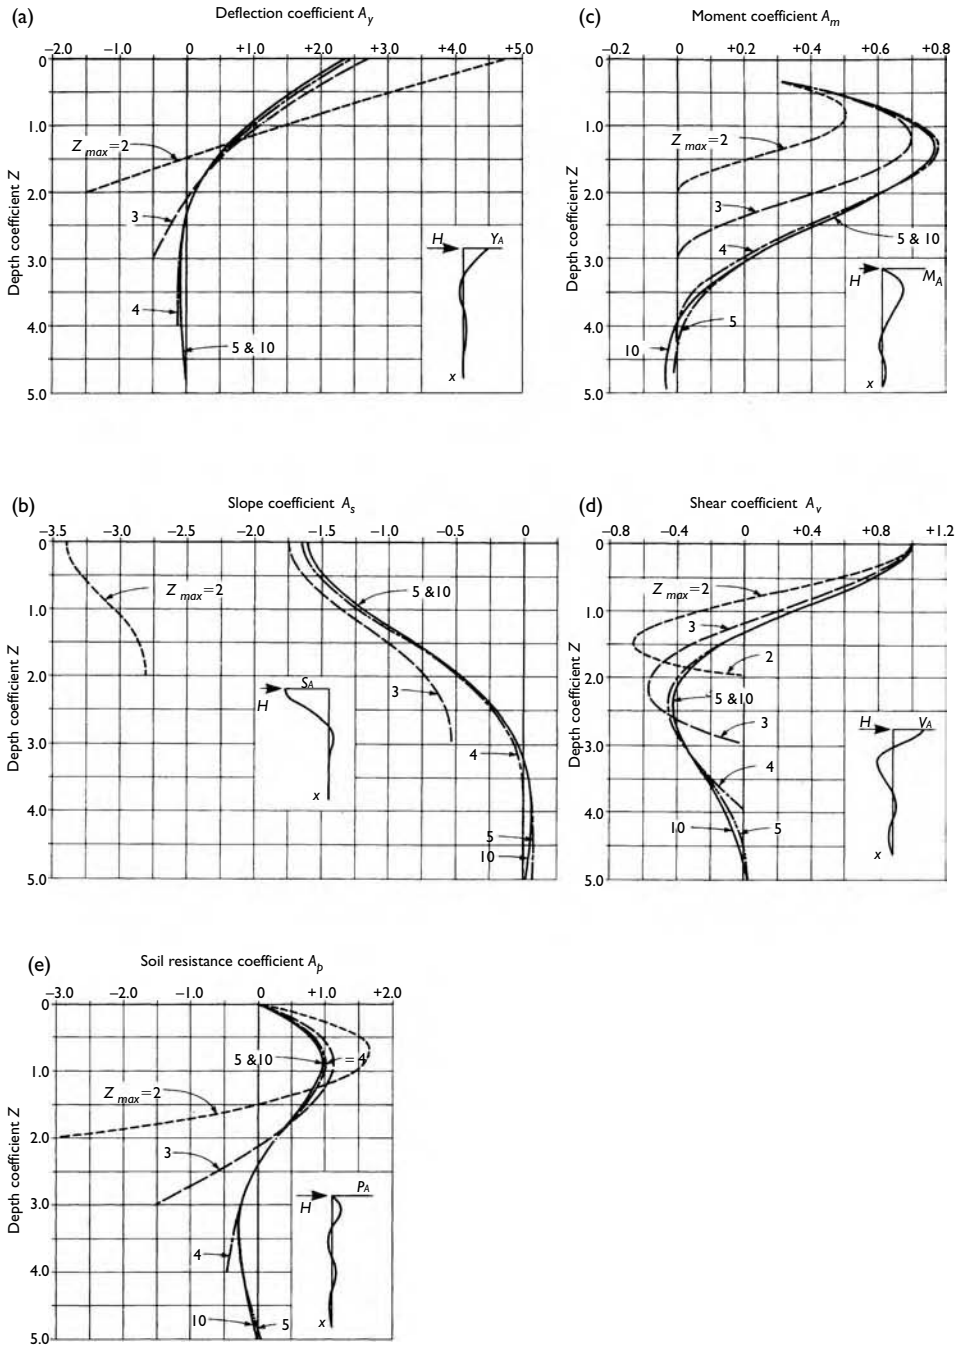 (a)
Deflection coefficient A_y
-2.0 -1.0 0 +1.0 +2.0 +3.0 +4.0 +5.0
Depth coefficient Z
0
1.0
2.0
3.0
4.0
5.0
Z_max=2
3
4
5 & 10
H Y_A
x
(c)
Moment coefficient A_m
-0.2 0 +0.2 +0.4 +0.6 +0.8
Depth coefficient Z
0
1.0
2.0
3.0
4.0
5.0
Z_max=2
3
4
5 & 10
5
10
H M_A
x
(b)
Slope coefficient A_s
-3.5 -3.0 -2.5 -2.0 -1.5 -1.0 -0.5 0
Depth coefficient Z
0
1.0
2.0
3.0
4.0
5.0
Z_max=2
5 &10
3
4
5
10
S_A
H
x
(d)
Shear coefficient A_v
-0.8 -0.4 0 +0.4 +0.8 +1.2
Depth coefficient Z
0
1.0
2.0
3.0
4.0
5.0
Z_max=2
3
2
5 &10
3
4
10
5
H V_A
x
(e)
Soil resistance coefficient A_p
-3.0 -2.0 -1.0 0 +1.0 +2.0
Depth coefficient Z
0
1.0
2.0
3.0
4.0
5.0
5 &10 = 4
Z_max=2
3
4
10 5
P_A
H
x